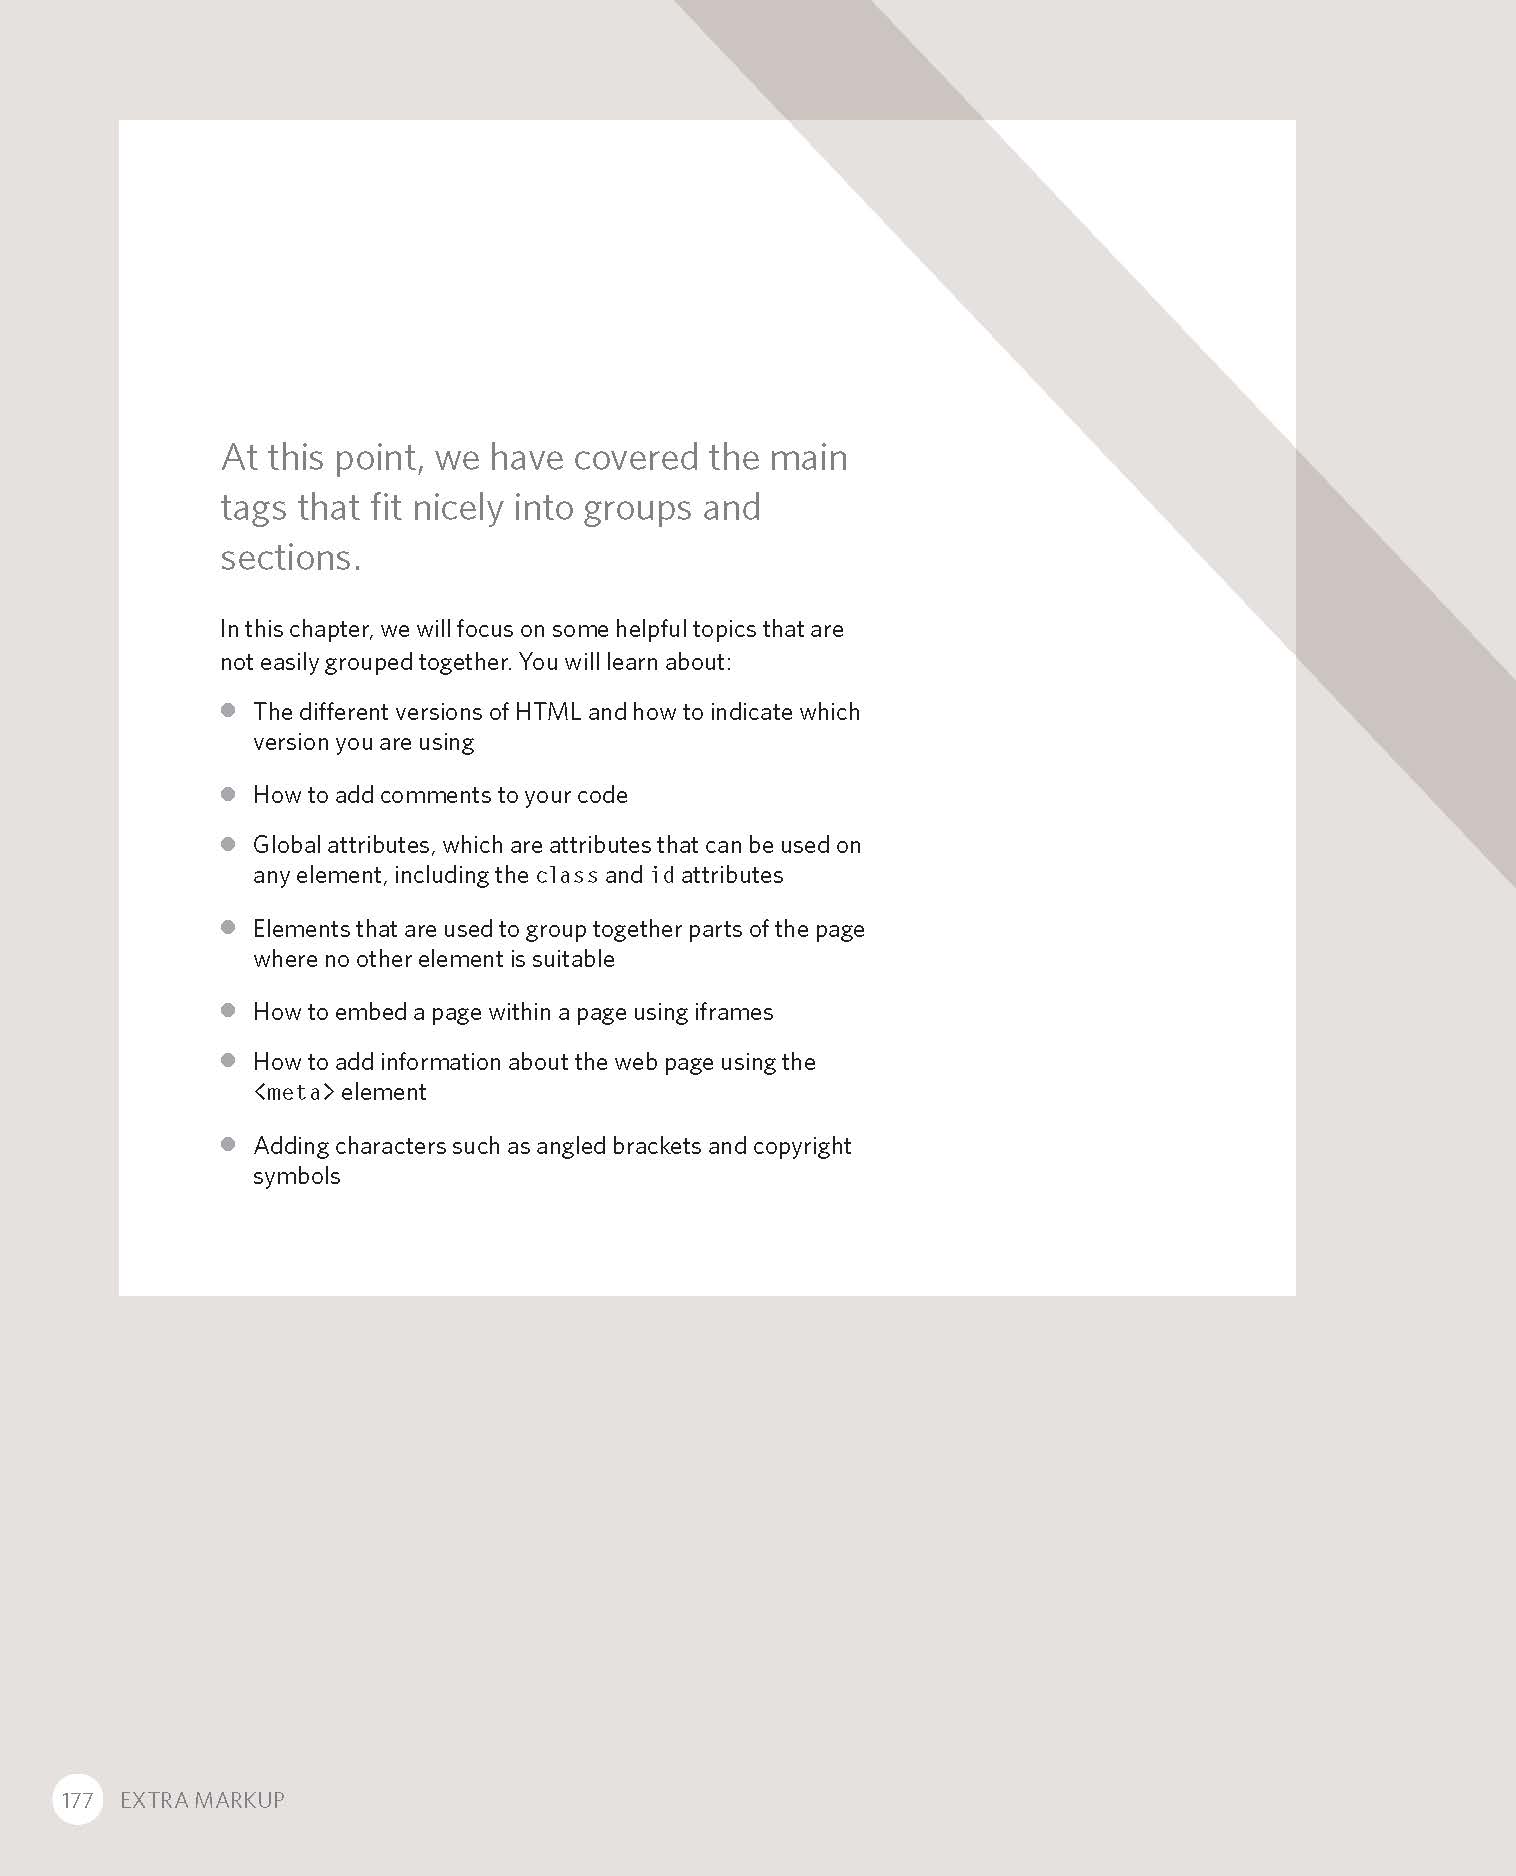 At this point, we have covered the main
tags that fit nicely into groups and
sections.
In this chapter, we will focus on some helpful topics that are
not easily grouped together. You will learn about:
● The different versions of HTML and how to indicate which
version you are using
● How to add comments to your code
● Global attributes, which are attributes that can be used on
any element, including the class and id attributes
● Elements that are used to group together parts of the page
where no other element is suitable
● How to embed a page within a page using iframes
● How to add information about the web page using the
<meta> element
● Adding characters such as angled brackets and copyright
symbols
177 EXTRA MARKUP